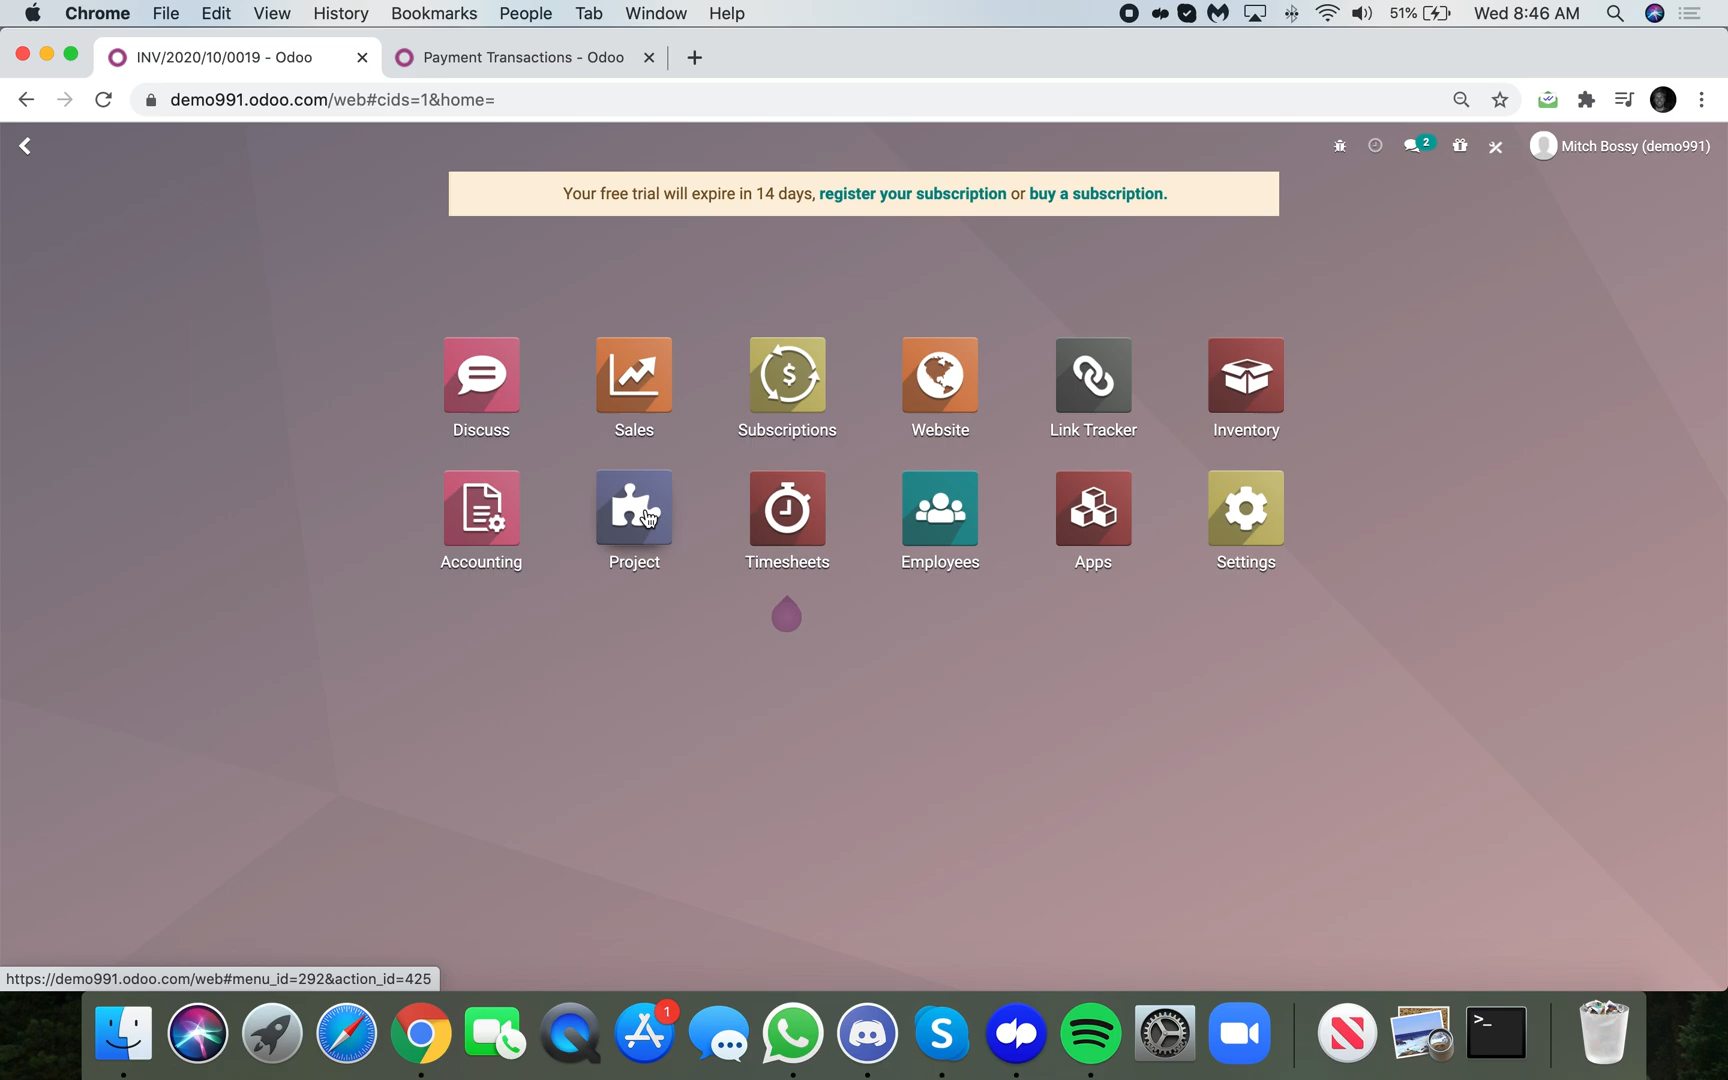 Chrome File Edit View History Bookmarks People Tab Window Help 51% Wed 8:46 AM
INV/2020/10/0019 - Odoo Payment Transactions - Odoo
demo991.odoo.com/web#cids=1&home=
2 Mitch Bossy (demo991)
Your free trial will expire in 14 days, register your subscription or buy a subscription.
Discuss Sales Subscriptions Website Link Tracker Inventory
Accounting Project Timesheets Employees Apps Settings
https://demo991.odoo.com/web#menu_id=292&action_id=425
1
S
>_